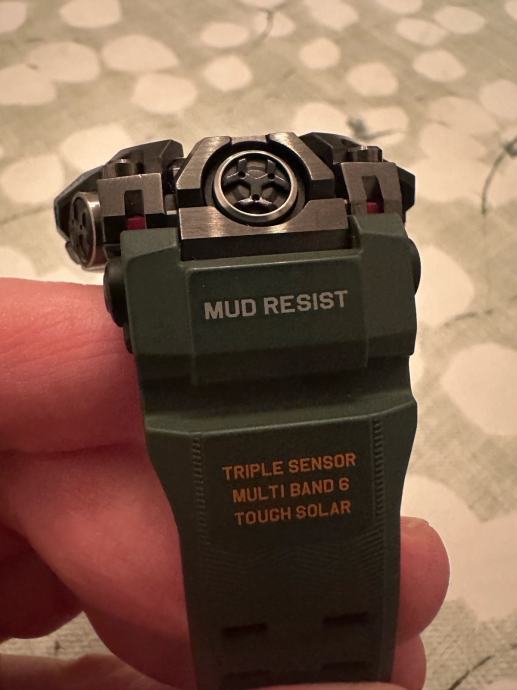 MUD RESIST
TRIPLE SENSOR
MULTI BAND 6
TOUGH SOLAR